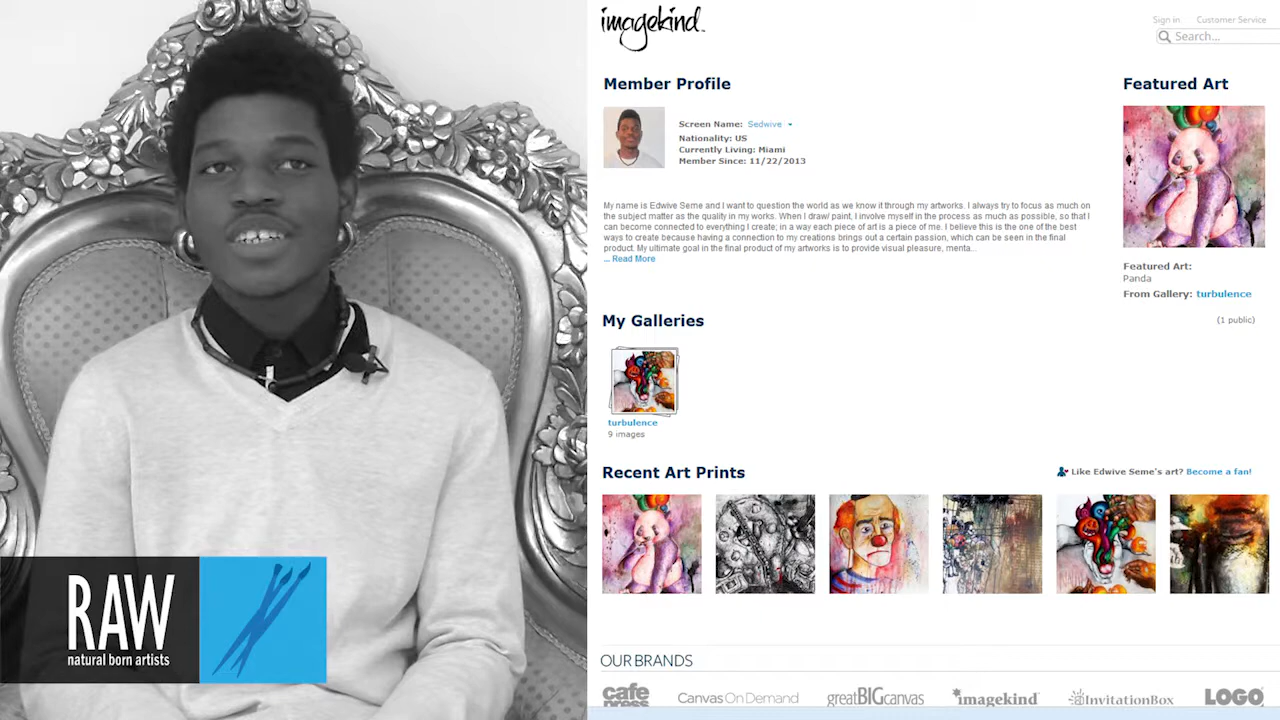 RAW
natural born artists
imagekind
Sign in
Customer Service
Search...
Member Profile
Screen Name: Sedwive
Nationality: US
Currently Living: Miami
Member Since: 11/22/2013
My name is Edwive Seme and I want to question the world as we know it through my artworks. I always try to focus as much on
the subject matter as the quality in my works. When I draw/ paint, I involve myself in the process as much as possible, so that I
can become connected to everything I create; in a way each piece of art is a piece of me. I believe this is the one of the best
ways to create because having a connection to my creations brings out a certain passion, which can be seen in the final
product. My ultimate goal in the final product of my artworks is to provide visual pleasure, menta...
... Read More
Featured Art
Featured Art:
Panda
From Gallery: turbulence
(1 public)
My Galleries
turbulence
9 images
Recent Art Prints
Like Edwive Seme's art? Become a fan!
OUR BRANDS
cafe press
CanvasOnDemand
greatBIGcanvas
imagekind
InvitationBox
LOGO